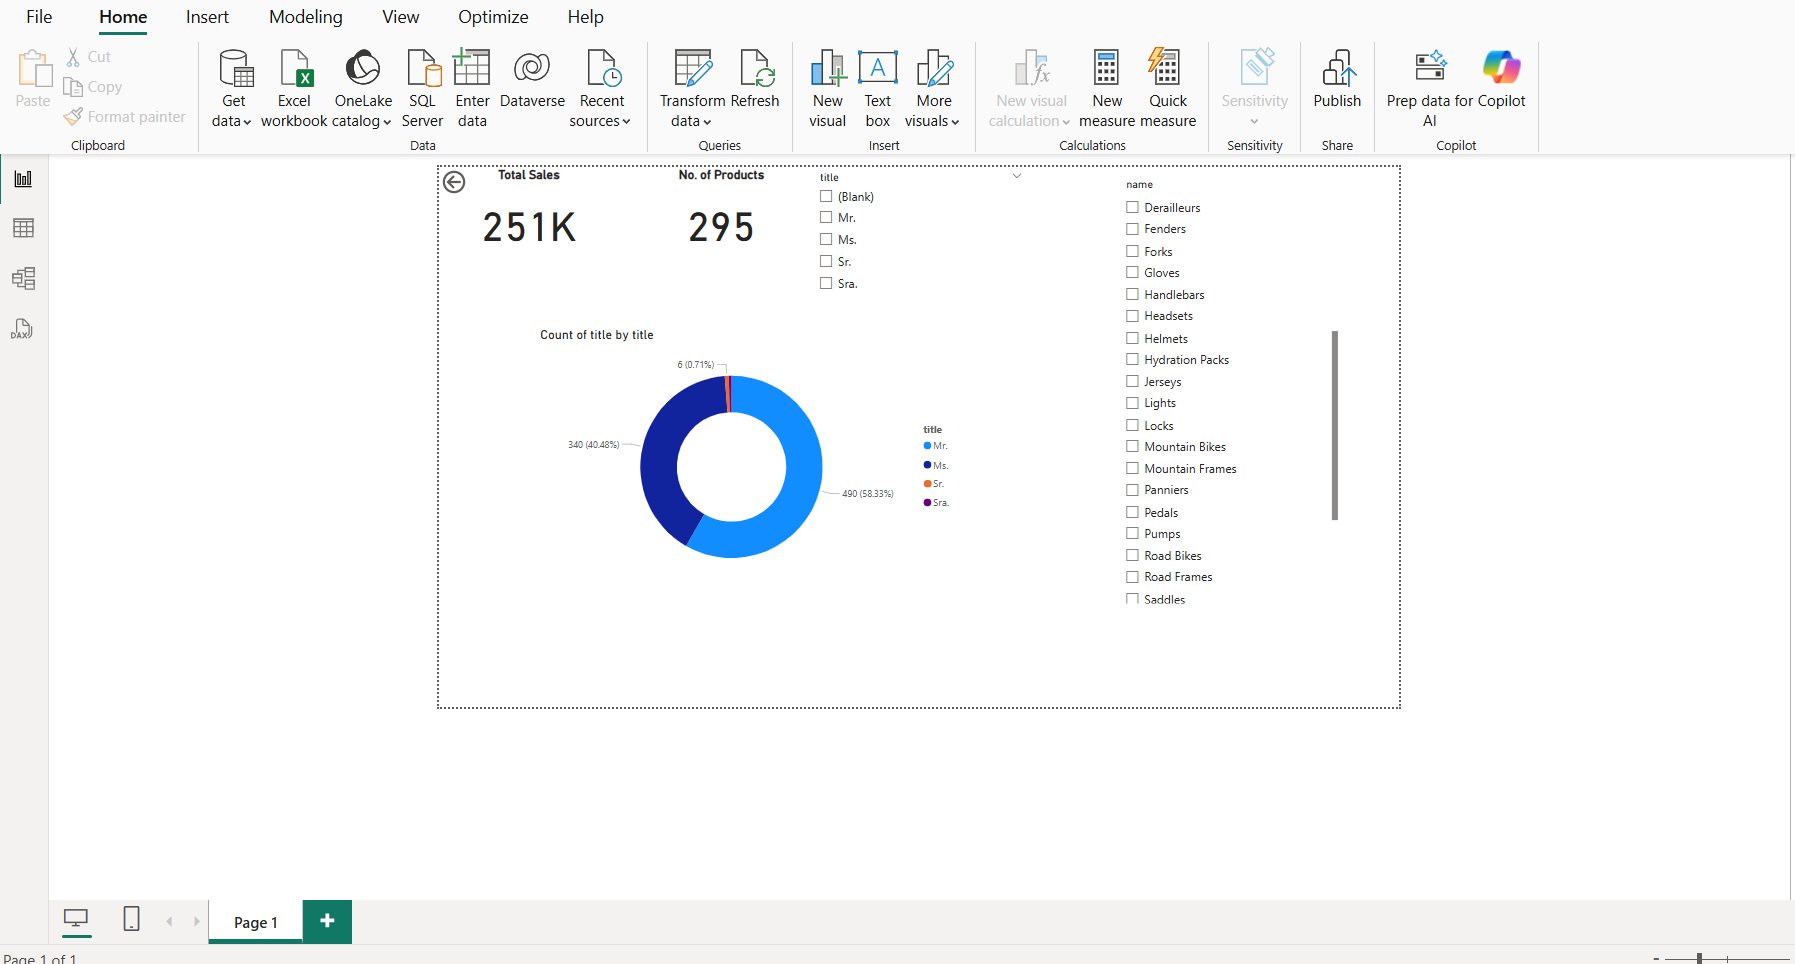 File Home Insert Modeling View Optimize Help
Paste
Cut
Copy
Format painter
Clipboard
Get data
Excel workbook
OneLake catalog
SQL Server
Enter data
Dataverse
Recent sources
Data
Transform data
Refresh
Queries
New visual
Text box
More visuals
Insert
New visual calculation
New measure
Quick measure
Calculations
Sensitivity
Sensitivity
Publish
Share
Prep data for AI
Copilot
Copilot
DAX
Total Sales
251K
No. of Products
295
title
(Blank)
Mr.
Ms.
Sr.
Sra.
Count of title by title
6 (0.71%)
340 (40.48%)
490 (58.33%)
title
Mr.
Ms.
Sr.
Sra.
name
Derailleurs
Fenders
Forks
Gloves
Handlebars
Headsets
Helmets
Hydration Packs
Jerseys
Lights
Locks
Mountain Bikes
Mountain Frames
Panniers
Pedals
Pumps
Road Bikes
Road Frames
Saddles
Page 1
Page 1 of 1